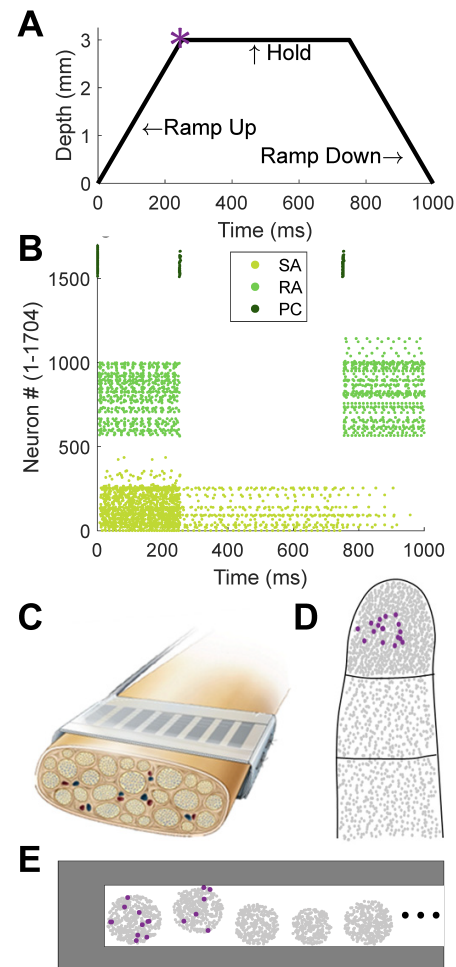 A
Depth (mm)
3
2
1
0
*
↑ Hold
←Ramp Up
Ramp Down→
0 200 400 600 800 1000
Time (ms)
B
Neuron # (1-1704)
1500
1000
500
0
SA
RA
PC
0 200 400 600 800 1000
Time (ms)
C
D
E